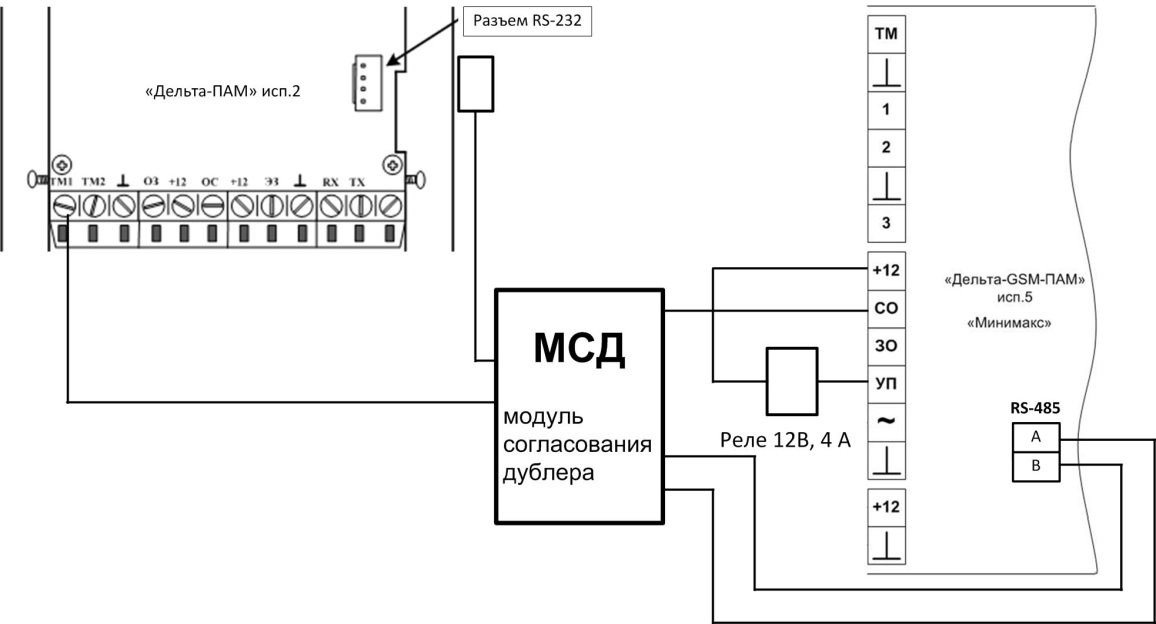 Разъем RS-232
«Дельта-ПАМ» исп.2
ТМ1 ТМ2 ⊥ ОЗ +12 ОС +12 ЭЗ ⊥ RX TX
МСД
модуль
согласования
дублера
Реле 12В, 4 А
ТМ
⊥
1
2
⊥
3
+12
СО
ЗО
УП
~
⊥
+12
⊥
«Дельта-GSM-ПАМ»
исп.5
«Минимакс»
RS-485
A
B